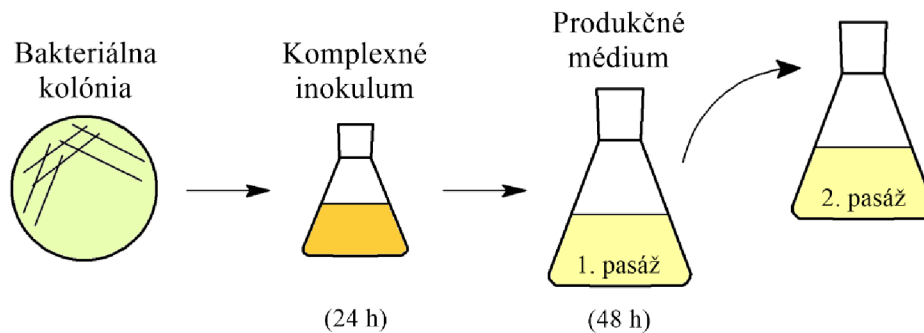 Bakteriálna
kolónia
Komplexné
inokulum
Produkčné
médium
1. pasáž
2. pasáž
(24 h)
(48 h)